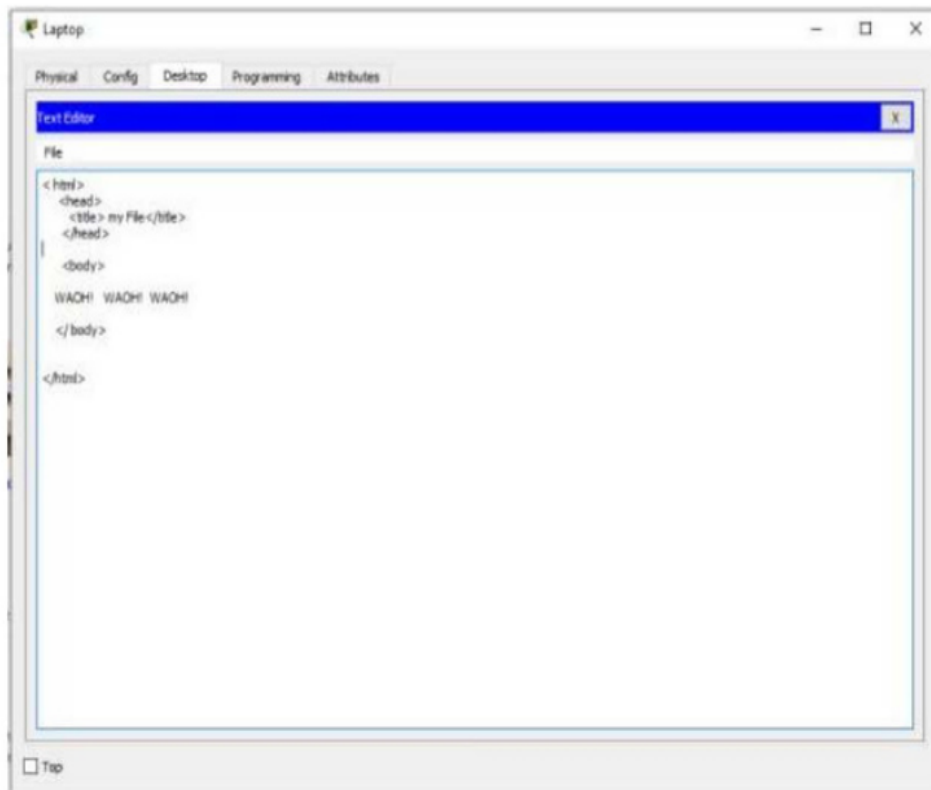 Laptop
Physical Config Desktop Programming Attributes
Text Editor X
File
< html>
<head>
<title> my File</title>
</head>
<body>
WAOH! WAOH! WAOH!
</ body>
</html>
Top